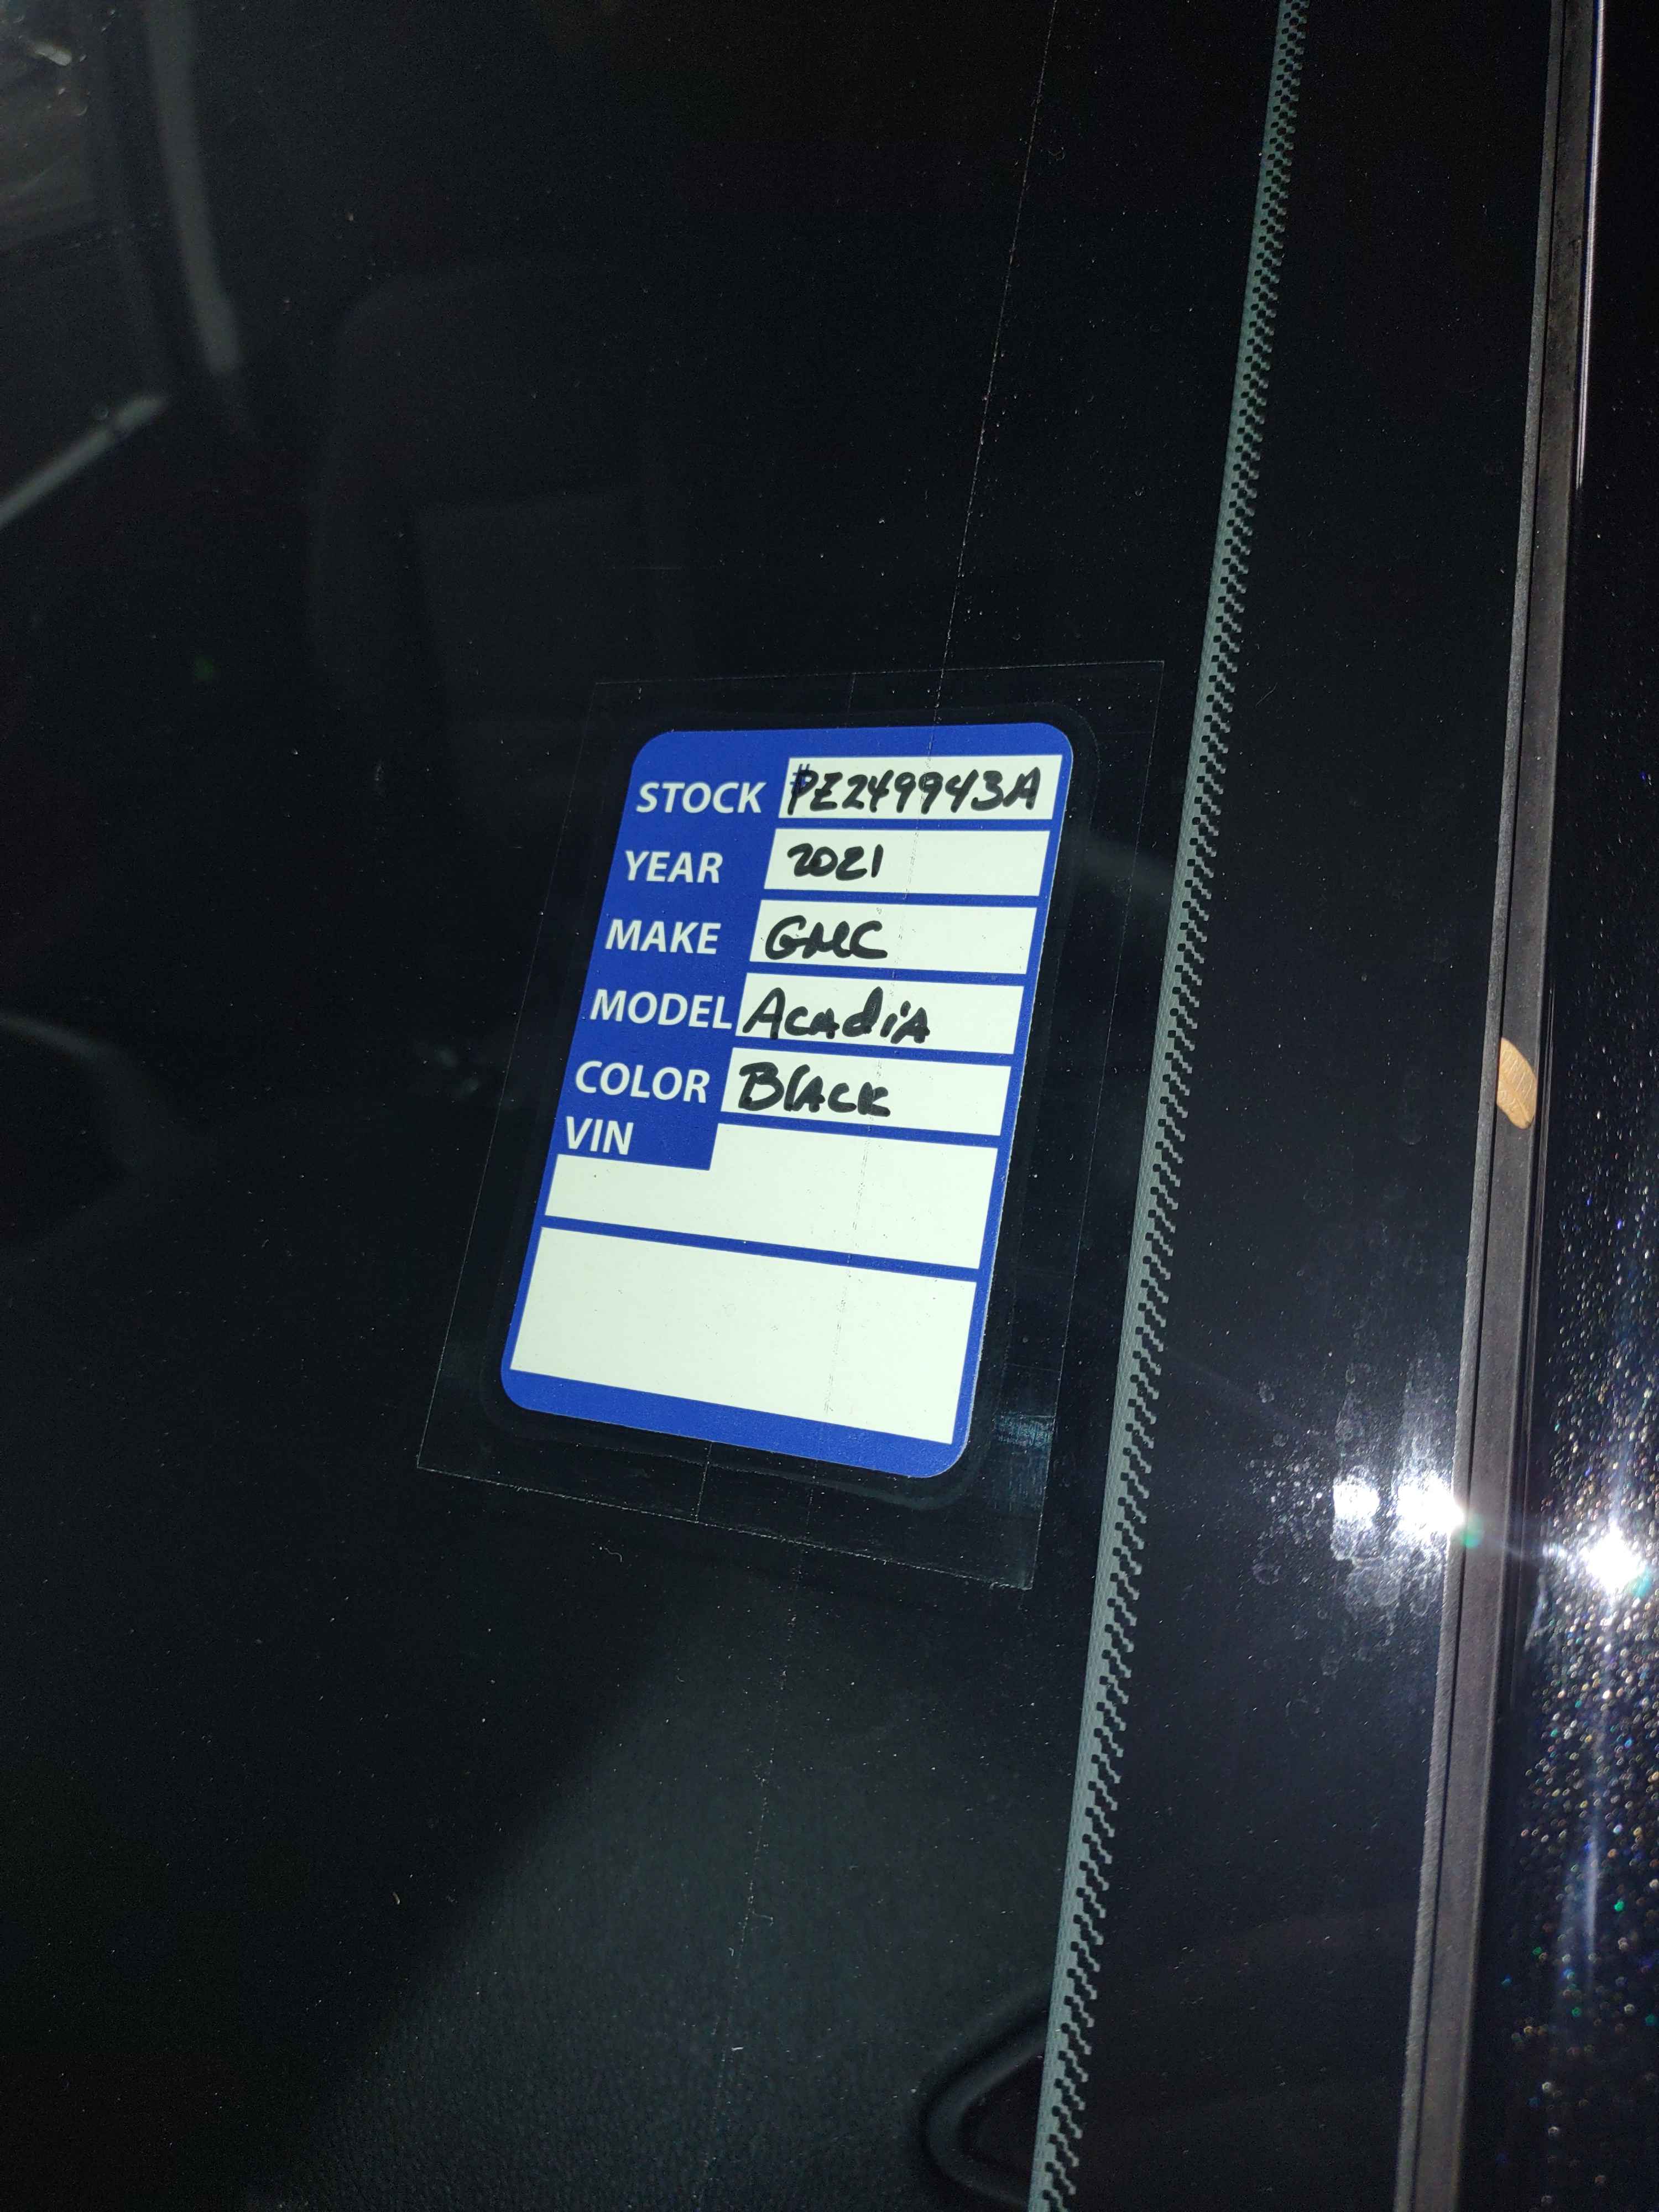 STOCK #PZ249943A
YEAR 2021
MAKE GMC
MODEL Acadia
COLOR Black
VIN